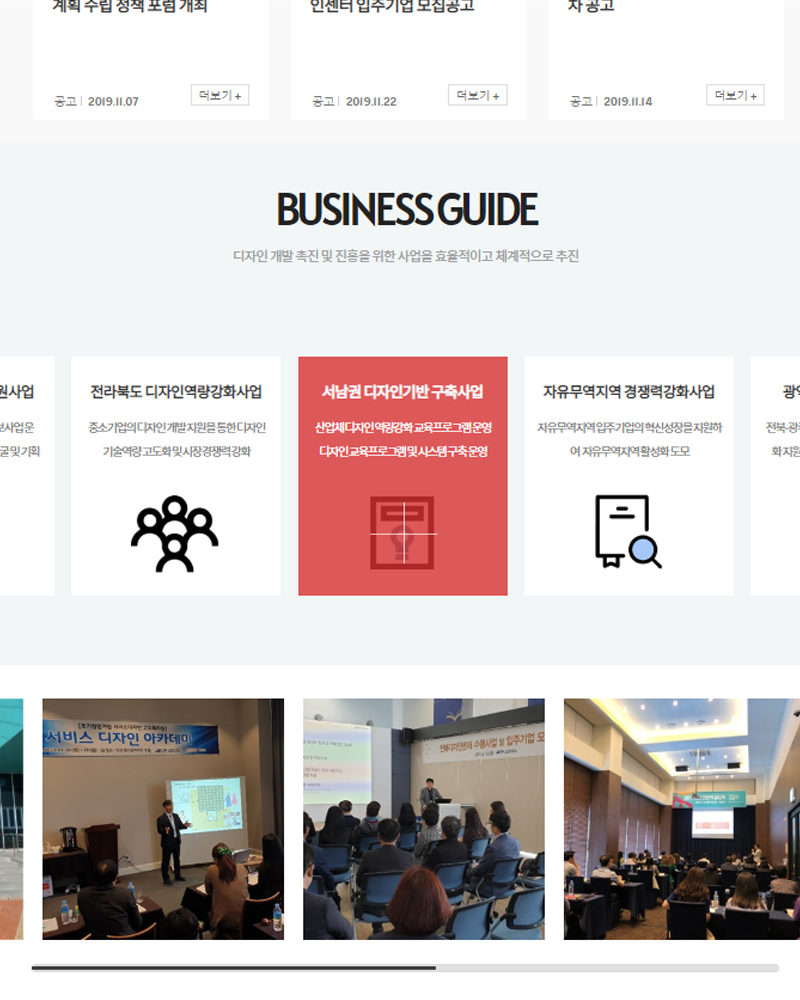 계획 수립 정책 포럼 개최
인센터 입주기업 모집공고
자 공고
공고 2019.11.07
더보기 +
공고 2019.11.22
더보기 +
공고 2019.11.14
더보기 +
BUSINESS GUIDE
디자인 개발 촉진 및 진흥을 위한 사업을 효율적이고 체계적으로 추진
원사업
전라북도 디자인역량강화사업
중소기업의 디자인 개발 지원을 통한 디자인
기술역량 고도화 및 시장 경쟁력 강화
서남권 디자인기반 구축사업
산업체 디자인 역량강화 교육프로그램 운영
디자인 교육프로그램 및 시스템 구축 운영
자유무역지역 경쟁력강화사업
자유무역지역 입주기업의 혁신성장을 지원하
여 자유무역지역 활성화 도모
광역
전북·광
화 지원
서비스 디자인 아카데미
전북디자인센터 수행사업 및 입주기업 모